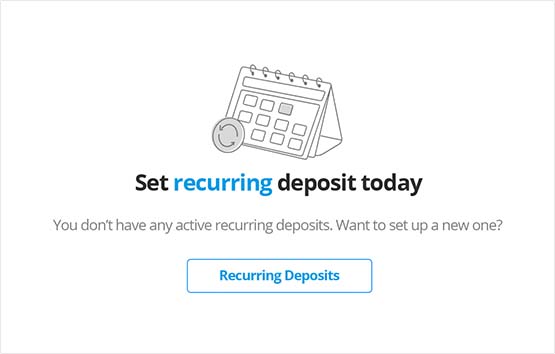 Set recurring deposit today
You don't have any active recurring deposits. Want to set up a new one?
Recurring Deposits